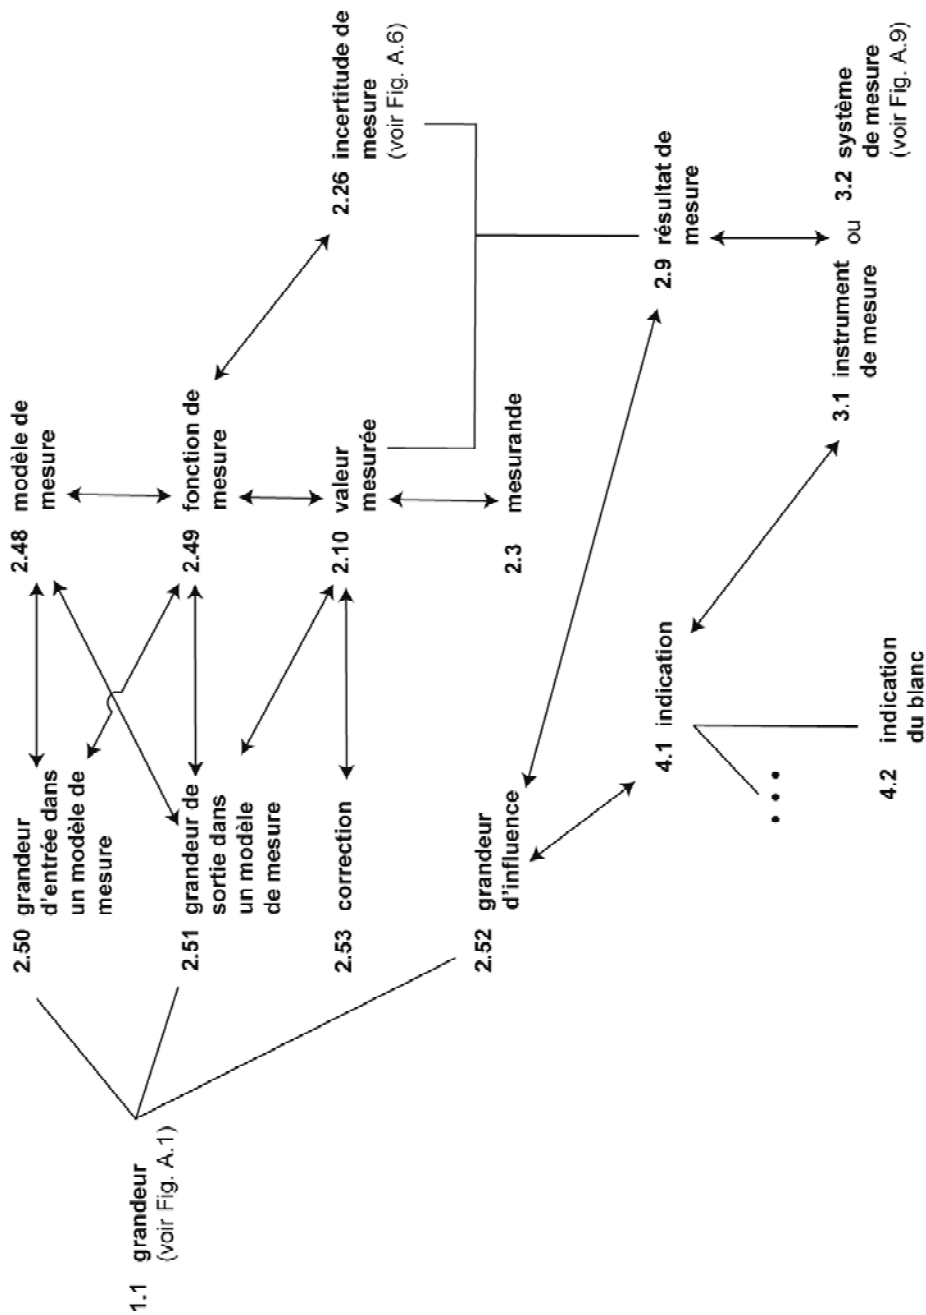 1.1 grandeur
(voir Fig. A.1)
2.50 grandeur
d'entrée dans
un modèle de
mesure
2.51 grandeur de
sortie dans
un modèle
de mesure
2.53 correction
2.52 grandeur
d'influence
2.48 modèle de
mesure
2.49 fonction de
mesure
2.10 valeur
mesurée
2.3 mesurande
2.26 incertitude de
mesure
(voir Fig. A.6)
2.9 résultat de
mesure
4.1 indication
• • •
4.2 indication
du blanc
3.1 instrument ou 3.2 système
de mesure de mesure
(voir Fig. A.9)